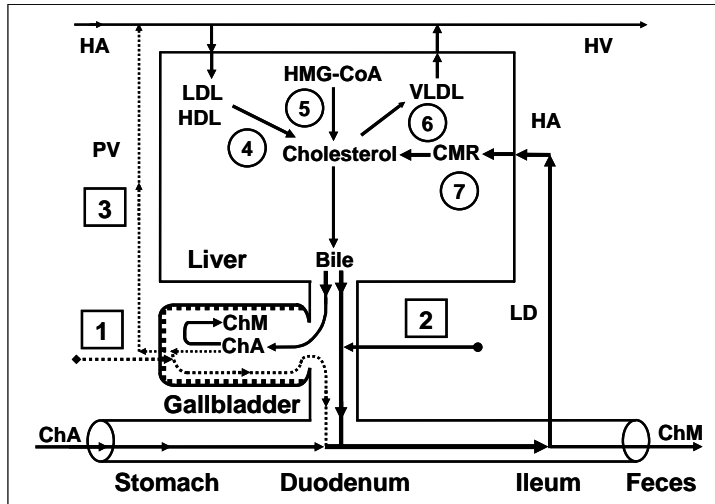 HA
HV
HMG-CoA
LDL
HDL
5
VLDL
6
HA
4
PV
Cholesterol
CMR
7
3
Liver
Bile
LD
1
ChM
ChA
2
Gallbladder
ChA
ChM
Stomach
Duodenum
Ileum
Feces